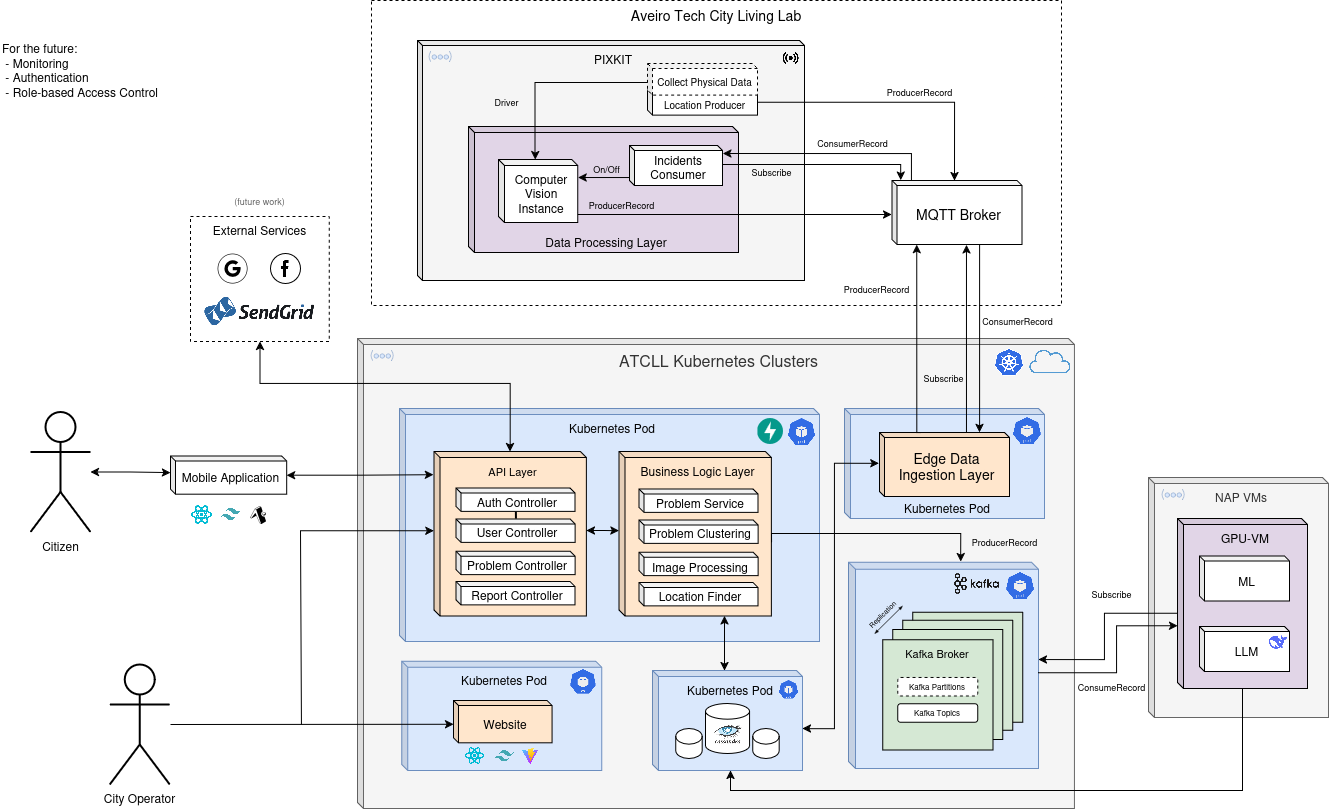 Aveiro Tech City Living Lab
For the future:
- Monitoring
- Authentication
- Role-based Access Control
PIXKIT
Collect Physical Data
Location Producer
Driver
ProducerRecord
ConsumerRecord
Subscribe
Incidents
Consumer
On/Off
Computer
Vision
Instance
ProducerRecord
Data Processing Layer
MQTT Broker
(future work)
External Services
G
f
SendGrid
ProducerRecord
ConsumerRecord
Subscribe
ATCLL Kubernetes Clusters
Kubernetes Pod
API Layer
Auth Controller
User Controller
Problem Controller
Report Controller
Business Logic Layer
Problem Service
Problem Clustering
Image Processing
Location Finder
Edge Data
Ingestion Layer
Kubernetes Pod
Mobile Application
Citizen
ProducerRecord
kafka
Replication
Kafka Broker
Kafka Partitions
Kafka Topics
NAP VMs
GPU-VM
ML
LLM
Subscribe
ConsumeRecord
Kubernetes Pod
Website
Kubernetes Pod
cassandra
City Operator